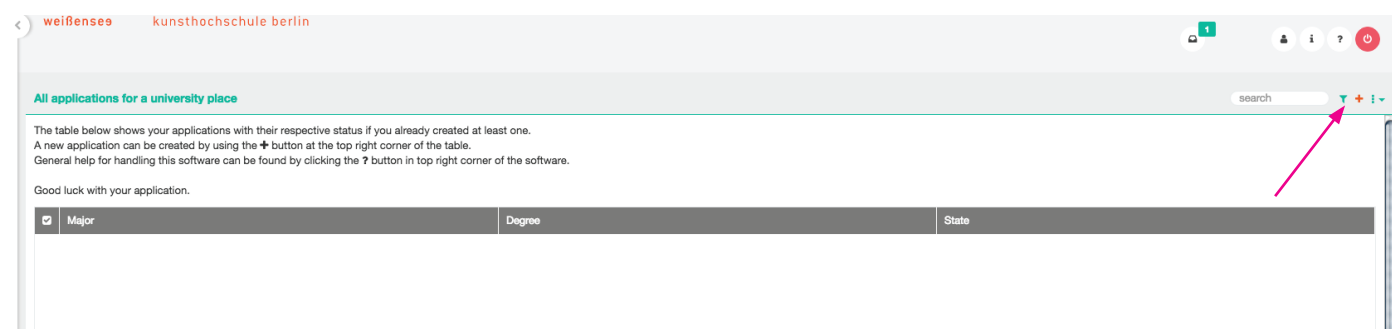 weißensee kunsthochschule berlin
1
i ?
All applications for a university place
search
The table below shows your applications with their respective status if you already created at least one.
A new application can be created by using the + button at the top right corner of the table.
General help for handling this software can be found by clicking the ? button in top right corner of the software.
Good luck with your application.
Major Degree State